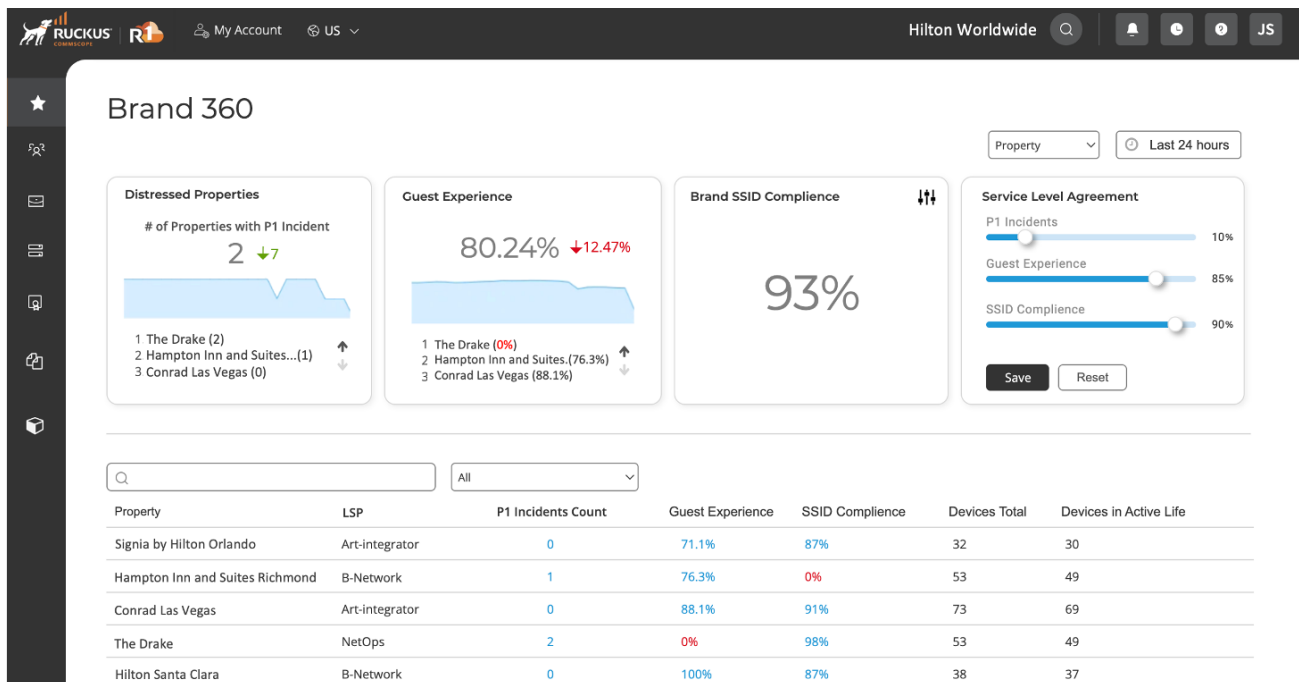 RUCKUS COMMSCOPE R1 My Account US Hilton Worldwide JS
Brand 360
Property Last 24 hours
Distressed Properties
# of Properties with P1 Incident
2 7
1 The Drake (2)
2 Hampton Inn and Suites...(1)
3 Conrad Las Vegas (0)
Guest Experience
80.24% 12.47%
1 The Drake (0%)
2 Hampton Inn and Suites.(76.3%)
3 Conrad Las Vegas (88.1%)
Brand SSID Complience
93%
Service Level Agreement
P1 Incidents
10%
Guest Experience
85%
SSID Complience
90%
Save Reset
All
Property LSP P1 Incidents Count Guest Experience SSID Complience Devices Total Devices in Active Life
Signia by Hilton Orlando Art-integrator 0 71.1% 87% 32 30
Hampton Inn and Suites Richmond B-Network 1 76.3% 0% 53 49
Conrad Las Vegas Art-integrator 0 88.1% 91% 73 69
The Drake NetOps 2 0% 98% 53 49
Hilton Santa Clara B-Network 0 100% 87% 38 37